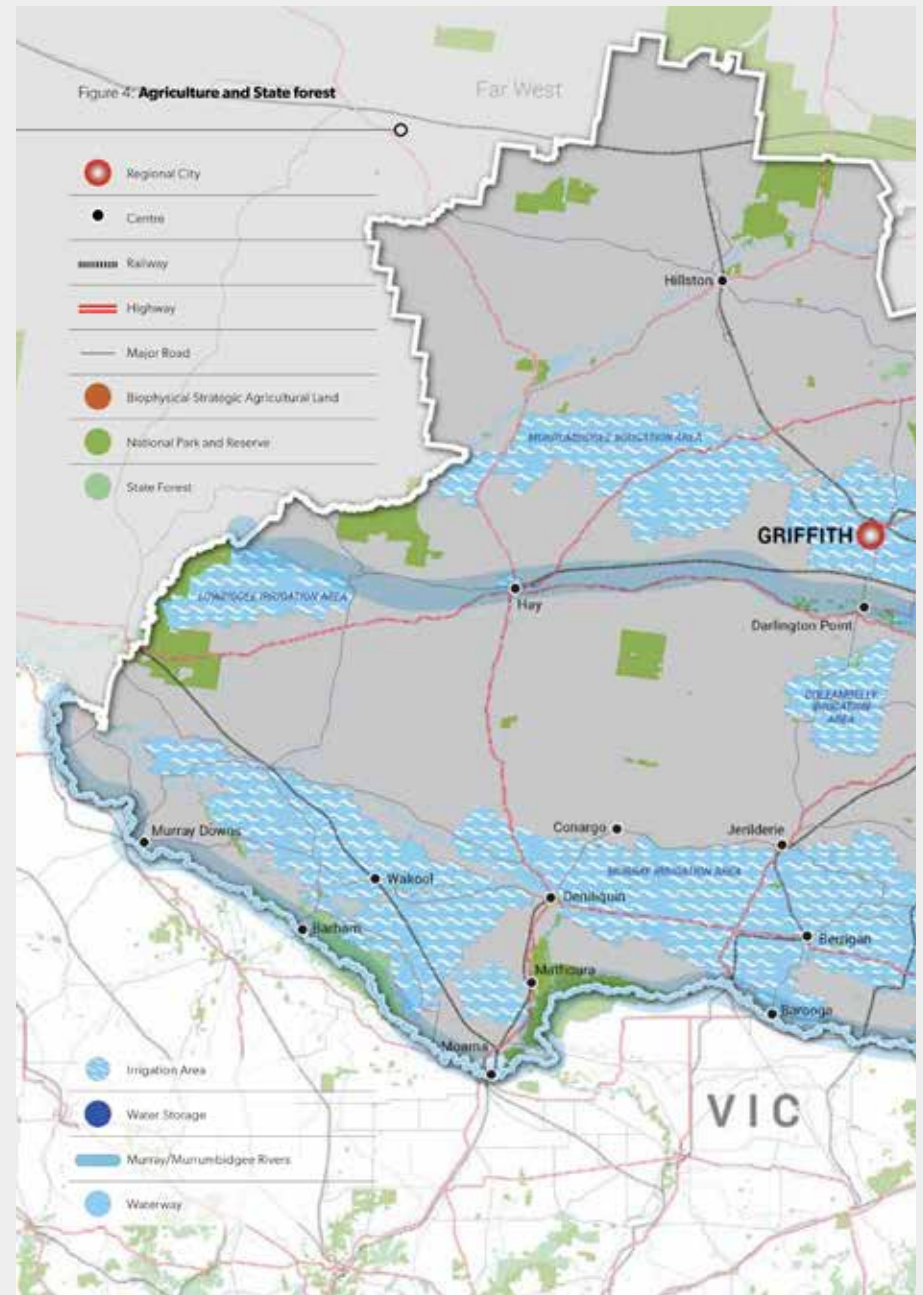 Figure 4: Agriculture and State forest
Far West
Regional City
Centre
Railway
Highway
Major Road
Biophysical Strategic Agricultural Land
National Park and Reserve
State Forest
Hillston
MURRUMBIDGEE IRRIGATION AREA
GRIFFITH
LOWBIDGEE IRRIGATION AREA
Hay
Darlington Point
COLEAMBALLY
IRRIGATION
AREA
Murray Downs
Conargo
Jerilderie
Wakool
MURRAY IRRIGATION AREA
Deniliquin
Barham
Berrigan
Mathoura
Barooga
Moama
Irrigation Area
Water Storage
VIC
Murray/Murrumbidgee Rivers
Waterway